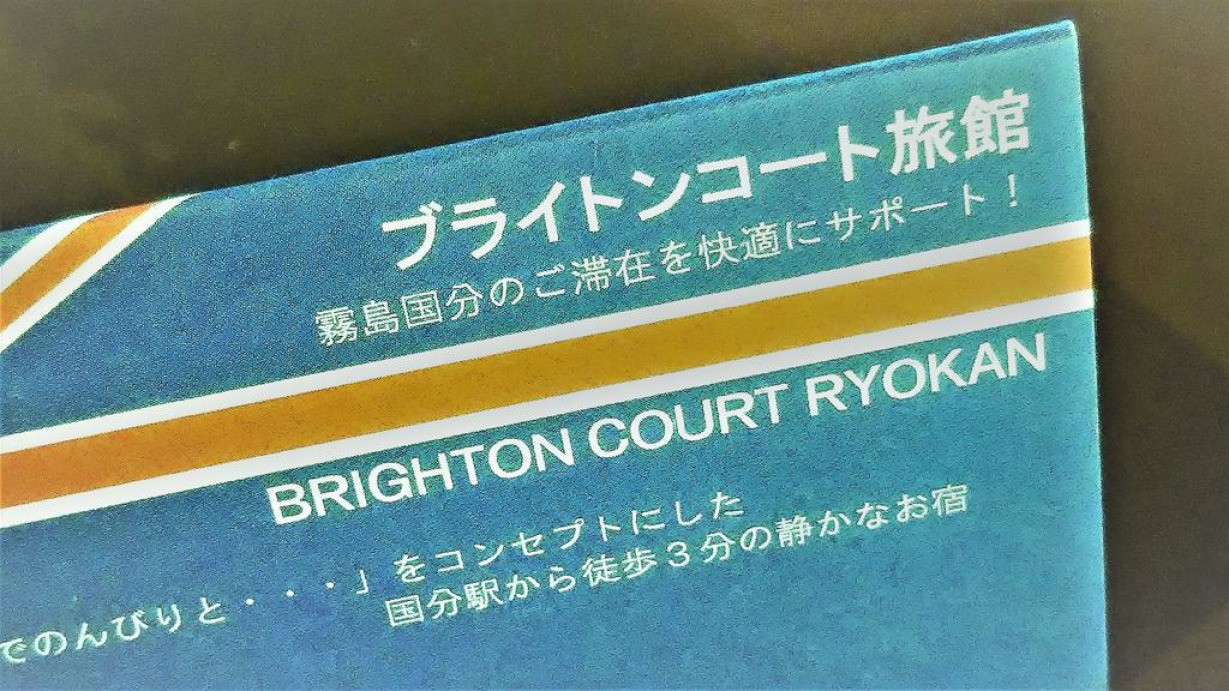 ブライトンコート旅館
霧島国分のご滞在を快適にサポート！
BRIGHTON COURT RYOKAN
でのんびりと・・・」をコンセプトにした
国分駅から徒歩３分の静かなお宿